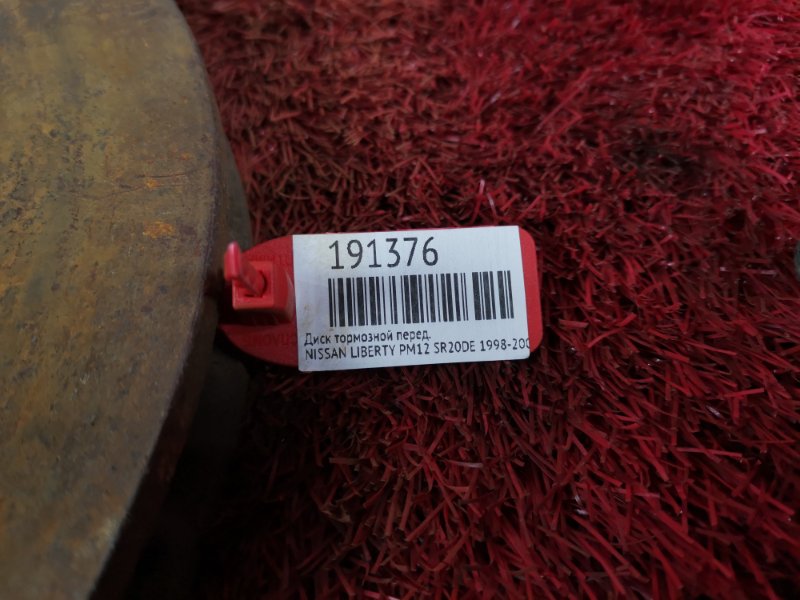 191376
Диск тормозной перед.
NISSAN LIBERTY PM12 SR20DE 1998-200